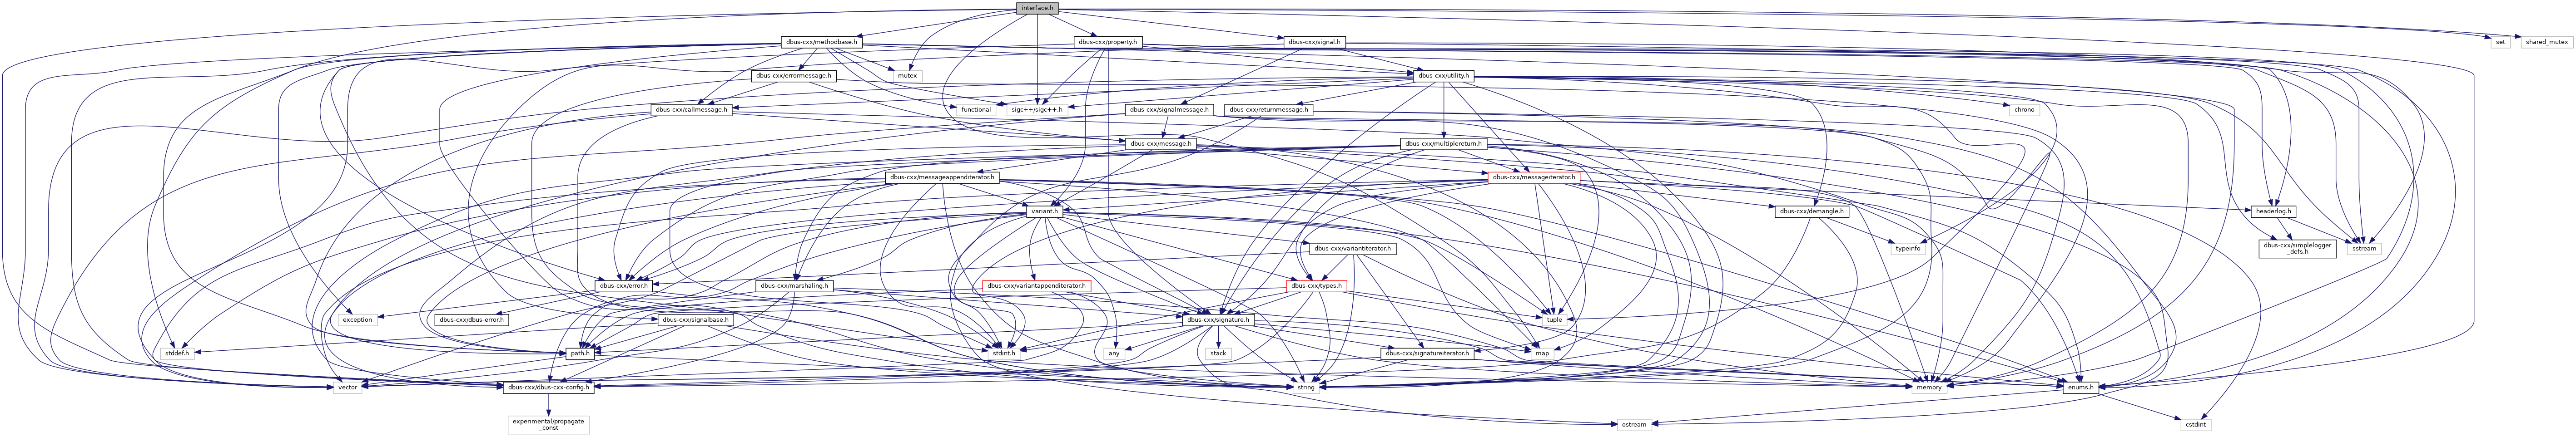 interface.h
dbus-cxx/methodbase.h
dbus-cxx/property.h
dbus-cxx/signal.h
set
shared_mutex
dbus-cxx/errormessage.h
mutex
dbus-cxx/utility.h
dbus-cxx/callmessage.h
functional
sigc++/sigc++.h
dbus-cxx/signalmessage.h
dbus-cxx/returnmessage.h
chrono
dbus-cxx/message.h
dbus-cxx/multiplereturn.h
dbus-cxx/messageappenditerator.h
dbus-cxx/messageiterator.h
variant.h
dbus-cxx/demangle.h
headerlog.h
dbus-cxx/variantiterator.h
typeinfo
dbus-cxx/simplelogger
_defs.h
sstream
dbus-cxx/error.h
dbus-cxx/marshaling.h
dbus-cxx/variantappenditerator.h
dbus-cxx/types.h
exception
dbus-cxx/dbus-error.h
dbus-cxx/signalbase.h
dbus-cxx/signature.h
tuple
stddef.h
path.h
stdint.h
any
stack
dbus-cxx/signatureiterator.h
map
vector
dbus-cxx/dbus-cxx-config.h
string
memory
enums.h
experimental/propagate
_const
ostream
cstdint